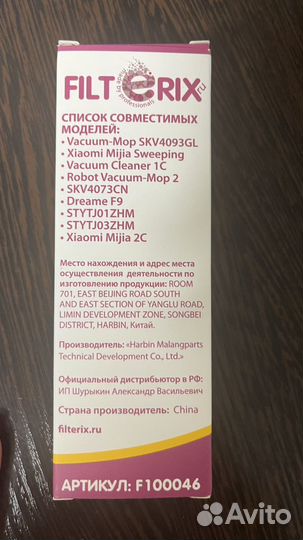 FILTERIX.ru
made by professionals
СПИСОК СОВМЕСТИМЫХ
МОДЕЛЕЙ:
• Vacuum-Mop SKV4093GL
• Xiaomi Mijia Sweeping
• Vacuum Cleaner 1C
• Robot Vacuum-Mop 2
• SKV4073CN
• Dreame F9
• STYTJ01ZHM
• STYTJ03ZHM
• Xiaomi Mijia 2C
Место нахождения и адрес места
осуществления деятельности по
изготовлению продукции: ROOM
701, EAST BEIJING ROAD SOUTH
AND EAST SECTION OF YANGLU ROAD,
LIMIN DEVELOPMENT ZONE, SONGBEI
DISTRICT, HARBIN, Китай.
Производитель: «Harbin Malangparts
Technical Development Co., Ltd.»
Официальный дистрибьютор в РФ:
ИП Шурыкин Александр Васильевич
Страна производитель: China
filterix.ru
АРТИКУЛ: F100046
Avito